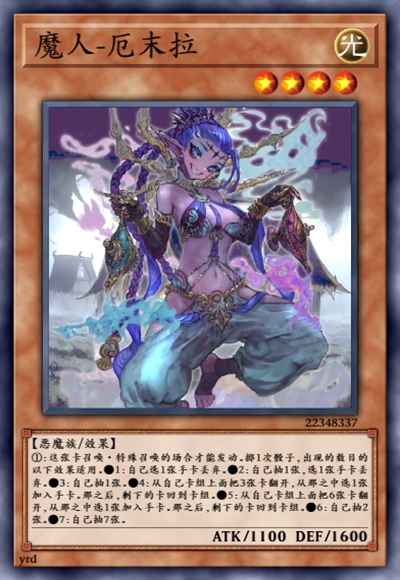 魔人-厄末拉
光
22348337
【恶魔族/效果】
①：这张卡召唤·特殊召唤的场合才能发动。掷1次骰子，出现的数目的
以下效果适用。●1：自己选1张手卡丢弃。●2：自己抽1张，选1张手卡丢
弃。●3：自己抽1张。●4：从自己卡组上面把3张卡翻开，从那之中选1张
加入手卡。那之后，剩下的卡回到卡组。●5：从自己卡组上面把6张卡翻
开，从那之中选1张加入手卡。那之后，剩下的卡回到卡组。●6：自己抽2
张。●7：自己抽7张。
ATK/1100 DEF/1600
yrd